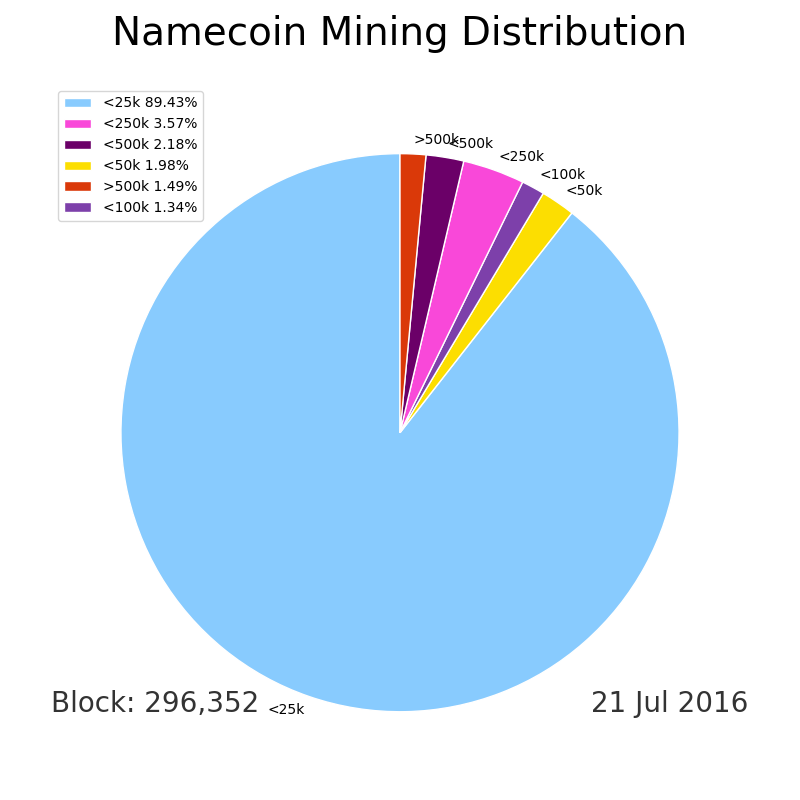 Namecoin Mining Distribution
<25k 89.43%
<250k 3.57%
<500k 2.18%
<50k 1.98%
>500k 1.49%
<100k 1.34%
>500k
<500k
<250k
<100k
<50k
Block: 296,352
<25k
21 Jul 2016